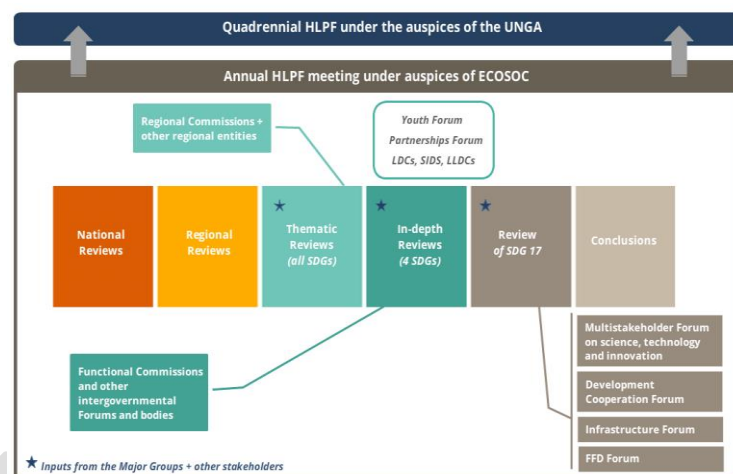 Quadrennial HLPF under the auspices of the UNGA
Annual HLPF meeting under auspices of ECOSOC
Regional Commissions +
other regional entities
Youth Forum
Partnerships Forum
LDCs, SIDS, LLDCs
National
Reviews
Regional
Reviews
Thematic
Reviews
(all SDGs)
In-depth
Reviews
(4 SDGs)
Review
of SDG 17
Conclusions
Functional Commissions
and other
intergovernmental
Forums and bodies
Multistakeholder Forum
on science, technology
and innovation
Development
Cooperation Forum
Infrastructure Forum
FFD Forum
Inputs from the Major Groups + other stakeholders